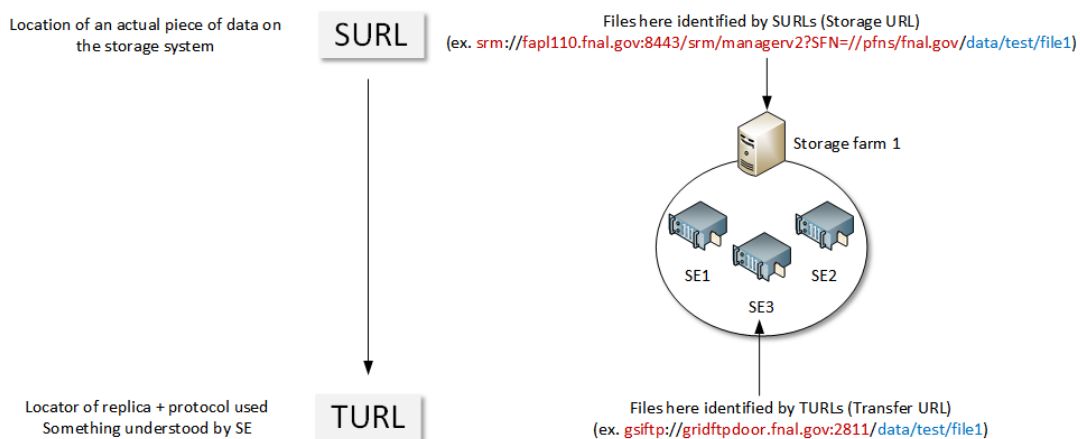 Location of an actual piece of data on
the storage system
SURL
Files here identified by SURLs (Storage URL)
(ex. srm://fapl110.fnal.gov:8443/srm/managerv2?SFN=//pfns/fnal.gov/data/test/file1)
Storage farm 1
SE1
SE2
SE3
Locator of replica + protocol used
Something understood by SE
TURL
Files here identified by TURLs (Transfer URL)
(ex. gsiftp://gridftpdoor.fnal.gov:2811/data/test/file1)